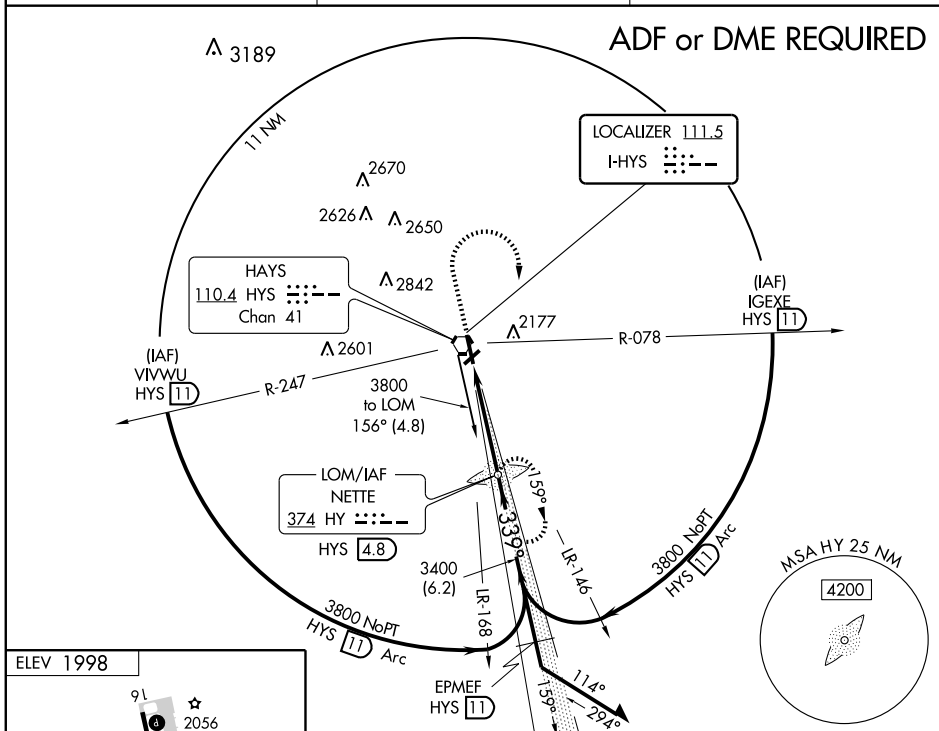 ADF or DME REQUIRED
3189
11 NM
LOCALIZER 111.5
I-HYS
2670
2626
2650
HAYS
110.4 HYS
Chan 41
2842
(IAF)
IGEXE
HYS 11
2177
R-078
2601
(IAF)
VIVWU
HYS 11
R-247
3800
to LOM
156° (4.8)
LOM/IAF
NETTE
374 HY
HYS 4.8
159°
339°
3400
(6.2)
LR-168
LR-146
3800 NoPT
HYS 11 Arc
3800 NoPT
HYS 11 Arc
MSA HY 25 NM
4200
EPMEF
HYS 11
114°
294°
159°
ELEV 1998
16
P
2056